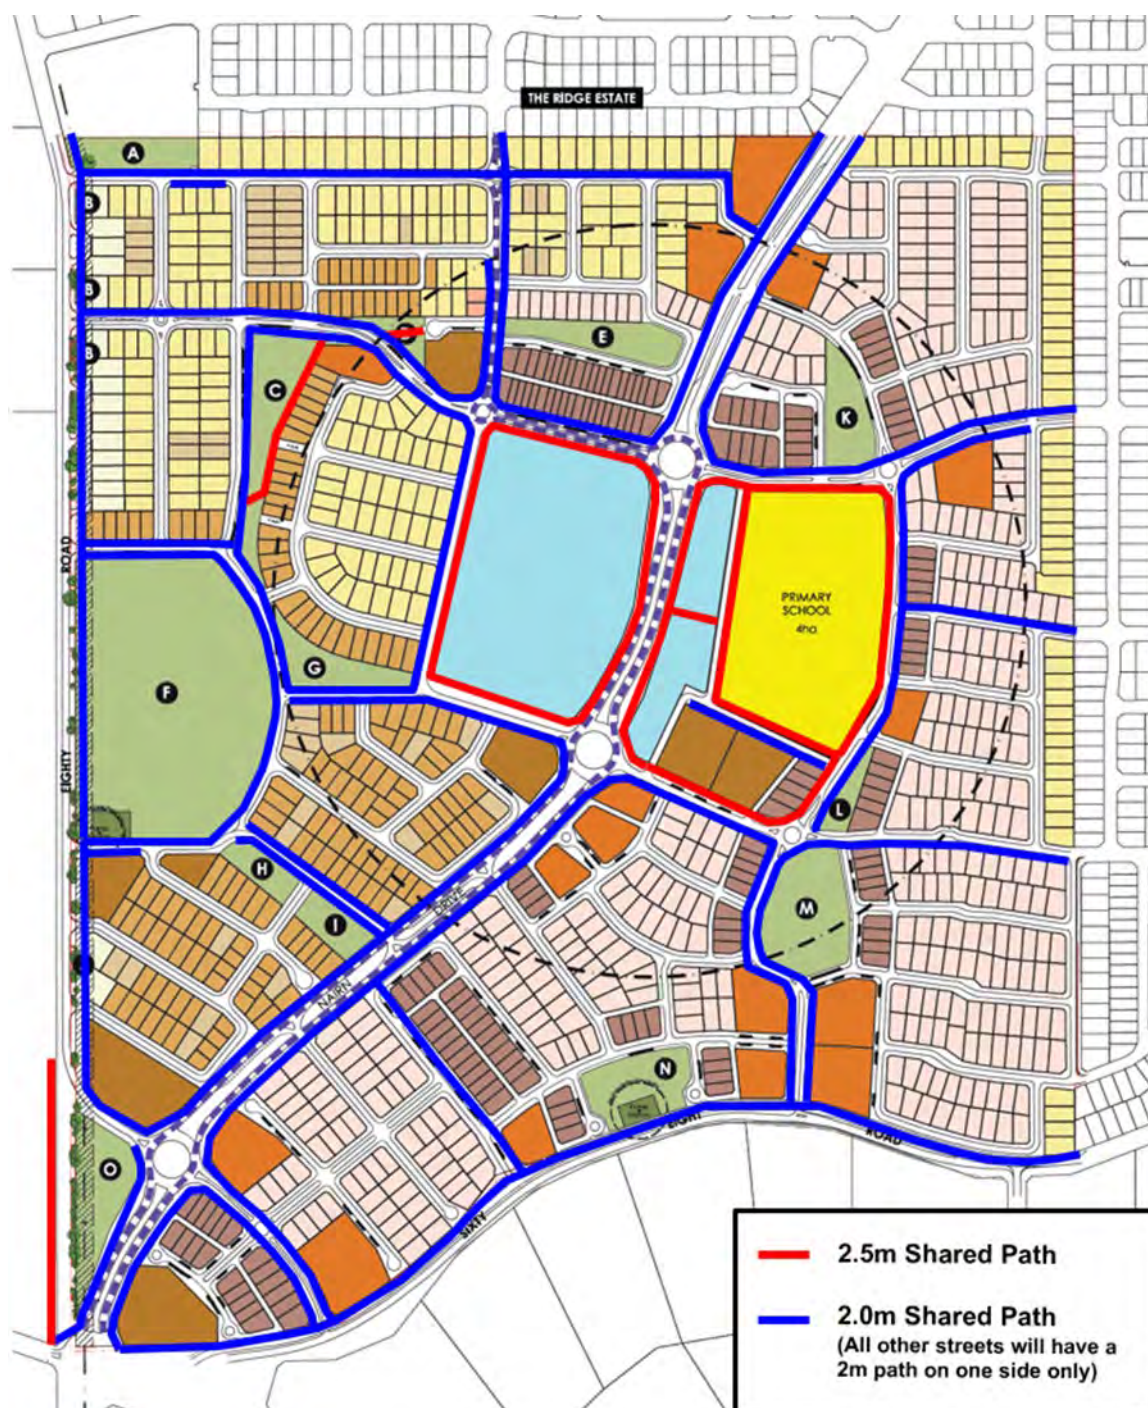 THE RIDGE ESTATE
A
B
B
E
B
C
K
ROAD
PRIMARY
SCHOOL
4ha
G
F
EIGHTY
L
H
M
I
DRIVE
NAIRN
N
EIGHT
ROAD
O
SIXTY
2.5m Shared Path
2.0m Shared Path
(All other streets will have a
2m path on one side only)